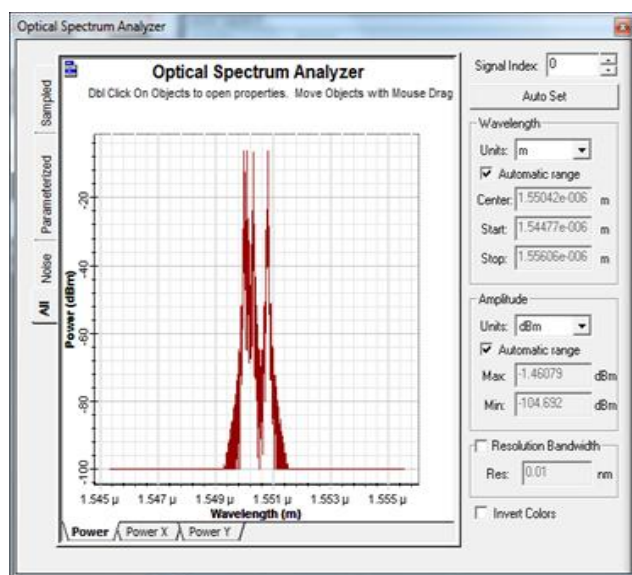 Optical Spectrum Analyzer
Optical Spectrum Analyzer
Dbl Click On Objects to open properties. Move Objects with Mouse Drag
Sampled
Parameterized
Noise
All
Power (dBm)
-20
-40
-60
-80
-100
1.545 µ 1.547 µ 1.549 µ 1.551 µ 1.553 µ 1.555 µ
Wavelength (m)
Power Power X Power Y
Signal Index: 0
Auto Set
Wavelength
Units: m
Automatic range
Center: 1.55042e-006 m
Start: 1.54477e-006 m
Stop: 1.55606e-006 m
Amplitude
Units: dBm
Automatic range
Max: -1.46079 dBm
Min: -104.692 dBm
Resolution Bandwidth
Res: 0.01 nm
Invert Colors